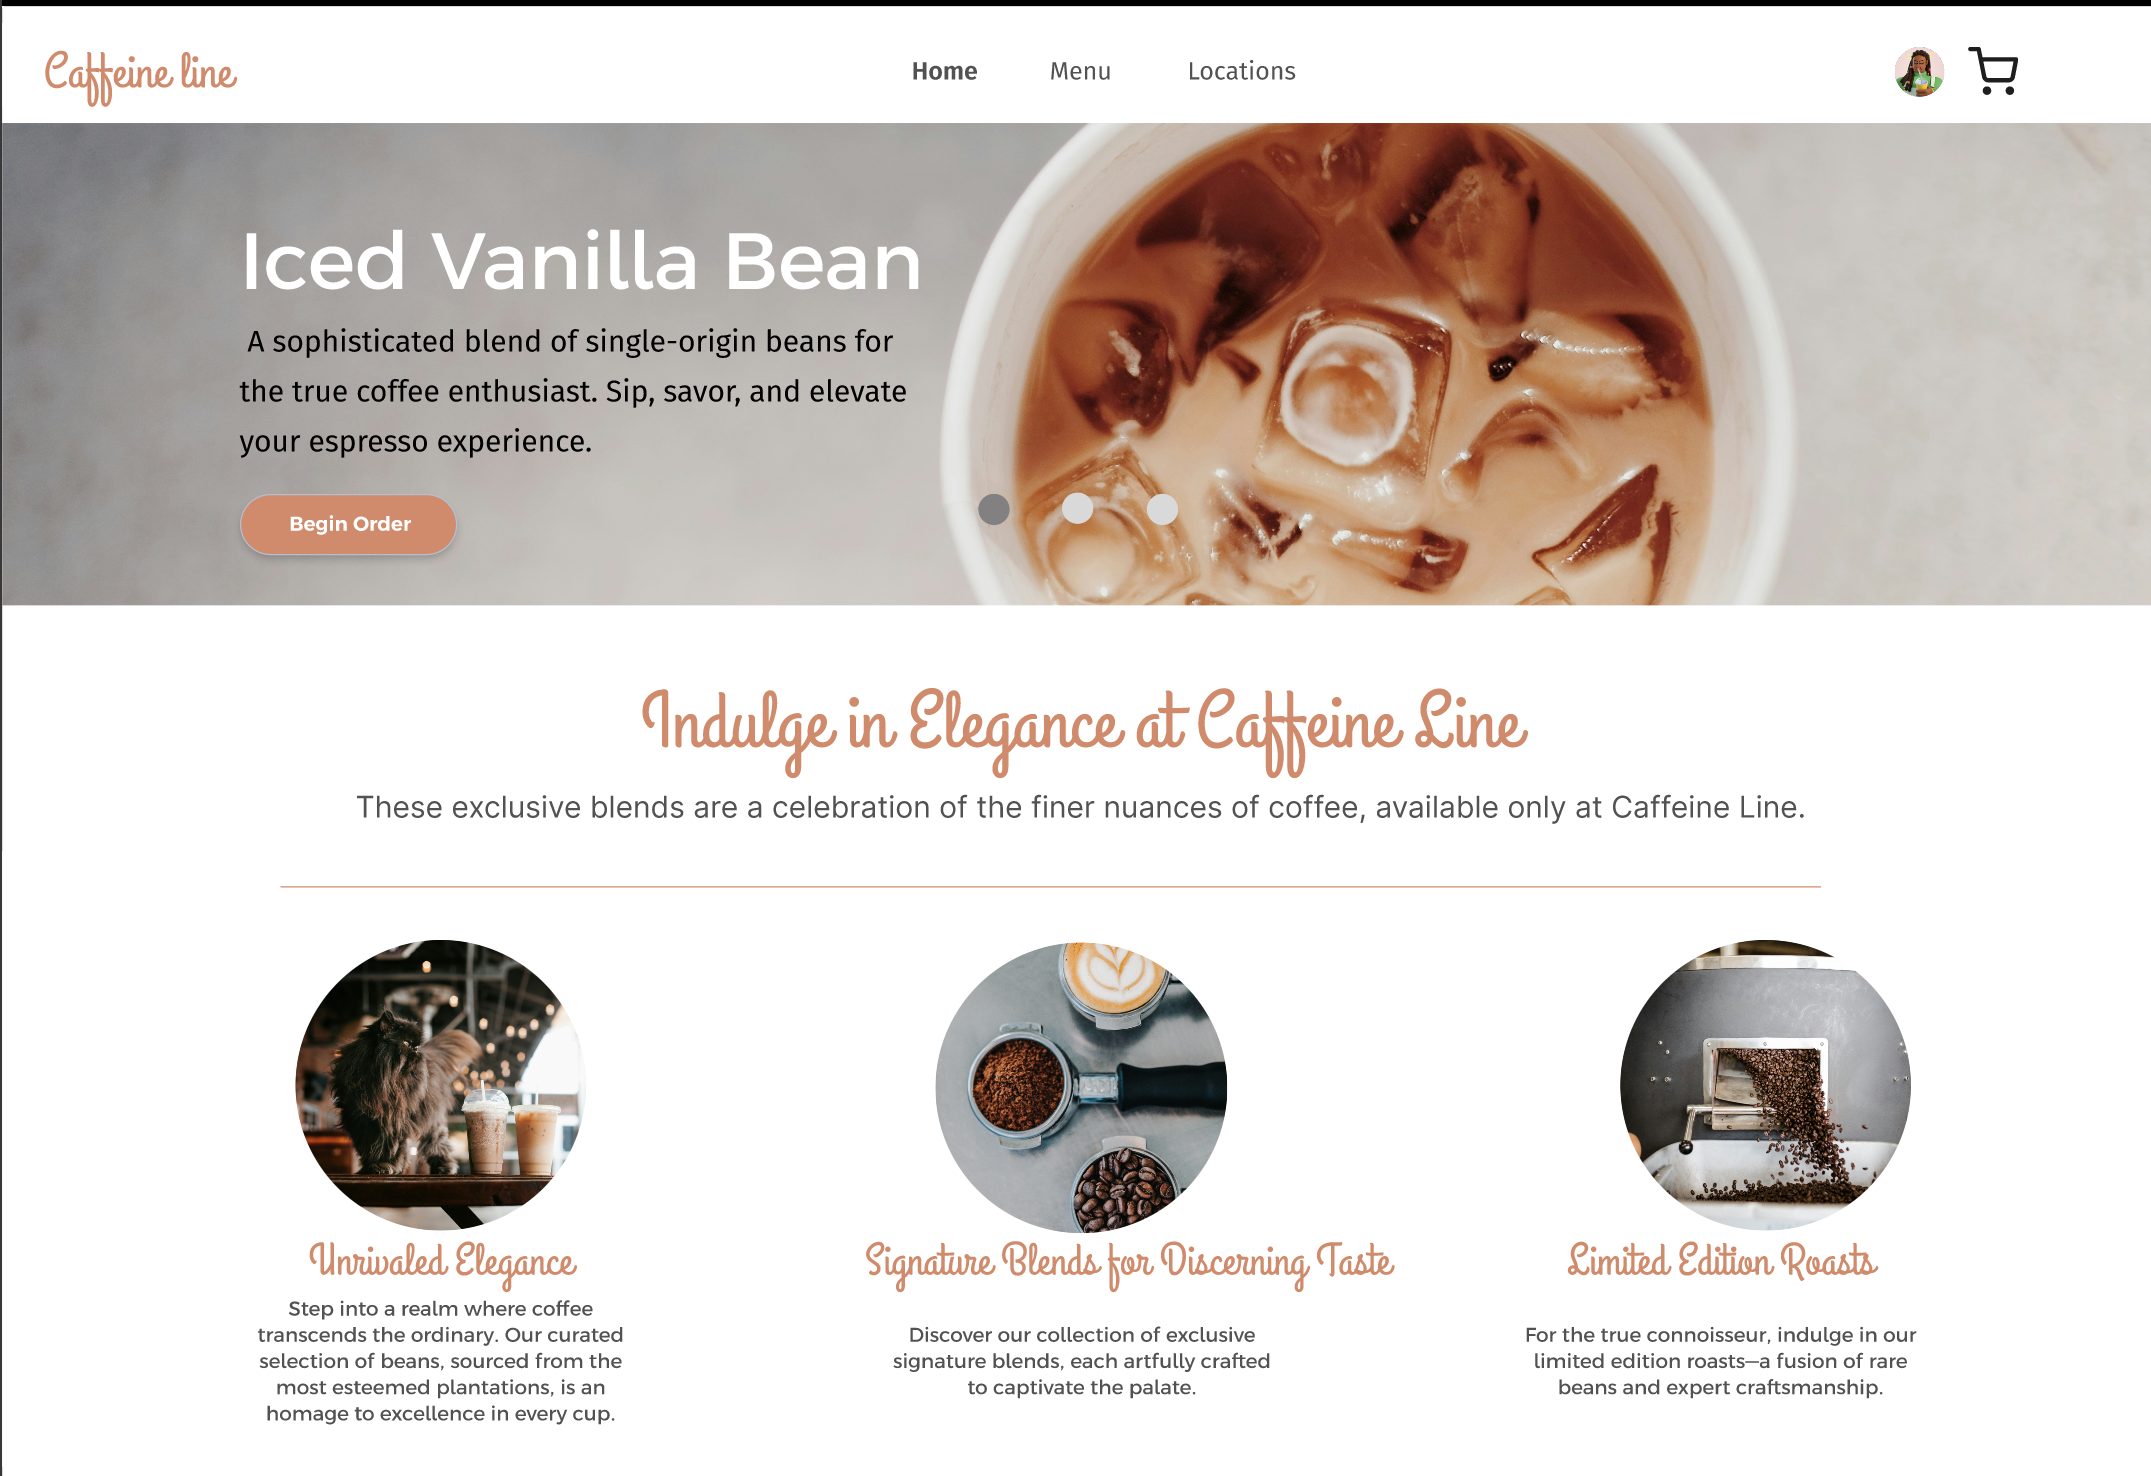 Caffeine line
Home Menu Locations
Iced Vanilla Bean
A sophisticated blend of single-origin beans for
the true coffee enthusiast. Sip, savor, and elevate
your espresso experience.
Begin Order
Indulge in Elegance at Caffeine Line
These exclusive blends are a celebration of the finer nuances of coffee, available only at Caffeine Line.
Unrivaled Elegance
Step into a realm where coffee
transcends the ordinary. Our curated
selection of beans, sourced from the
most esteemed plantations, is an
homage to excellence in every cup.
Signature Blends for Discerning Taste
Discover our collection of exclusive
signature blends, each artfully crafted
to captivate the palate.
Limited Edition Roasts
For the true connoisseur, indulge in our
limited edition roasts—a fusion of rare
beans and expert craftsmanship.